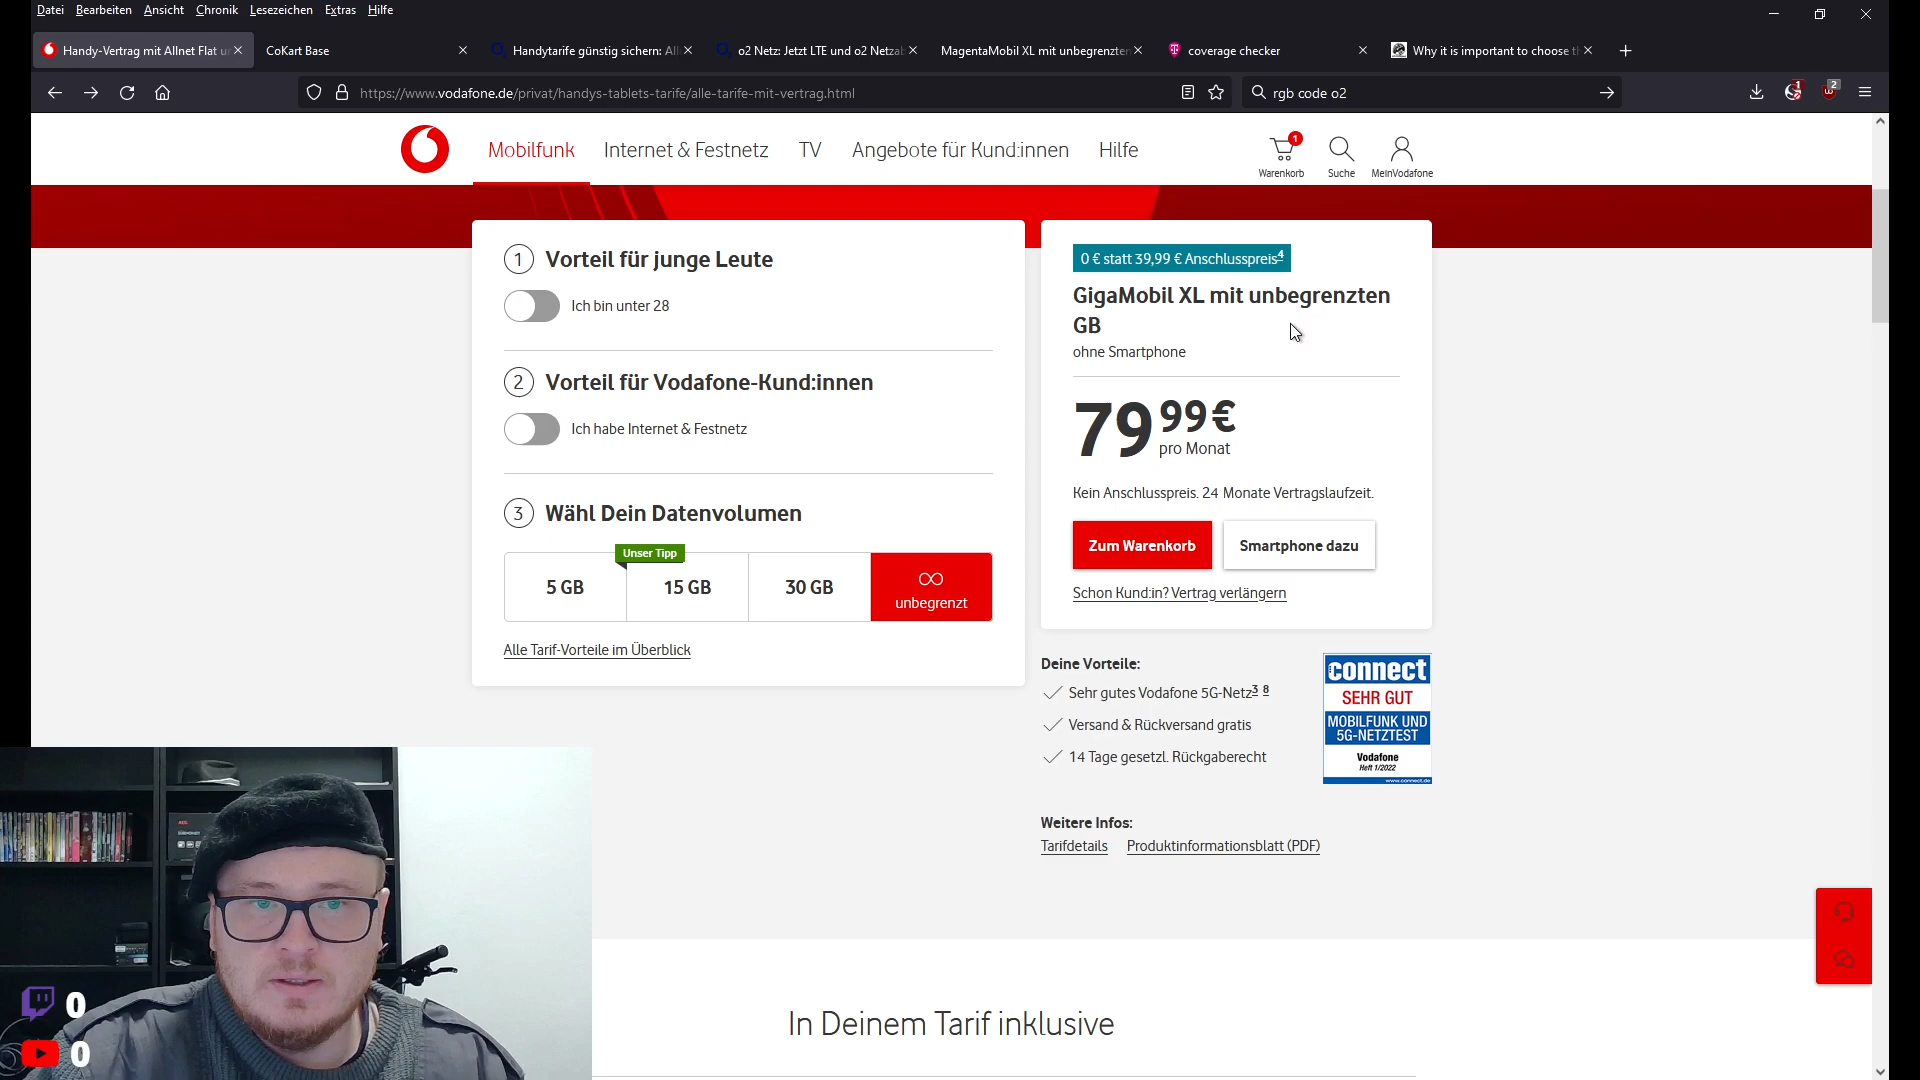 Datei Bearbeiten Ansicht Chronik Lesezeichen Extras Hilfe
Handy-Vertrag mit Allnet Flat u
CoKart Base
Handytarife günstig sichern: All
o2 Netz: Jetzt LTE und o2 Netzab
MagentaMobil XL mit unbegrenzten
coverage checker
Why it is important to choose th
https://www.vodafone.de/privat/handys-tablets-tarife/alle-tarife-mit-vertrag.html
rgb code o2
1
2
Mobilfunk
Internet & Festnetz
TV
Angebote für Kund:innen
Hilfe
1
Warenkorb
Suche
MeinVodafone
1 Vorteil für junge Leute
Ich bin unter 28
2 Vorteil für Vodafone-Kund:innen
Ich habe Internet & Festnetz
3 Wähl Dein Datenvolumen
Unser Tipp
5 GB
15 GB
30 GB
∞
unbegrenzt
Alle Tarif-Vorteile im Überblick
0 € statt 39,99 € Anschlusspreis4
GigaMobil XL mit unbegrenzten
GB
ohne Smartphone
79 99 €
pro Monat
Kein Anschlusspreis. 24 Monate Vertragslaufzeit.
Zum Warenkorb
Smartphone dazu
Schon Kund:in? Vertrag verlängern
Deine Vorteile:
Sehr gutes Vodafone 5G-Netz3 8
Versand & Rückversand gratis
14 Tage gesetzl. Rückgaberecht
connect
SEHR GUT
MOBILFUNK UND
5G-NETZTEST
Vodafone
Heft 1/2022
www.connect.de
Weitere Infos:
Tarifdetails
Produktinformationsblatt (PDF)
In Deinem Tarif inklusive
0
0